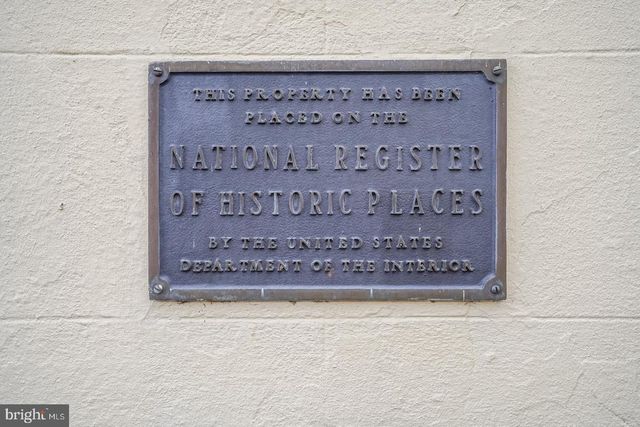 THIS PROPERTY HAS BEEN
PLACED ON THE
NATIONAL REGISTER
OF HISTORIC PLACES
BY THE UNITED STATES
DEPARTMENT OF THE INTERIOR
bright MLS